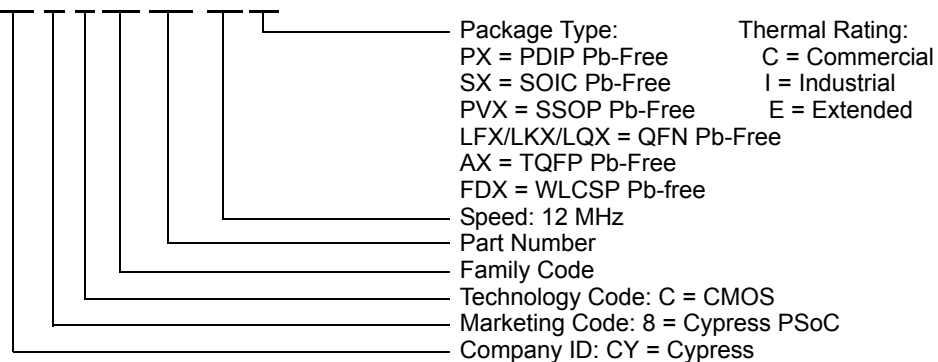 Package Type: Thermal Rating:
PX = PDIP Pb-Free C = Commercial
SX = SOIC Pb-Free I = Industrial
PVX = SSOP Pb-Free E = Extended
LFX/LKX/LQX = QFN Pb-Free
AX = TQFP Pb-Free
FDX = WLCSP Pb-free
Speed: 12 MHz
Part Number
Family Code
Technology Code: C = CMOS
Marketing Code: 8 = Cypress PSoC
Company ID: CY = Cypress